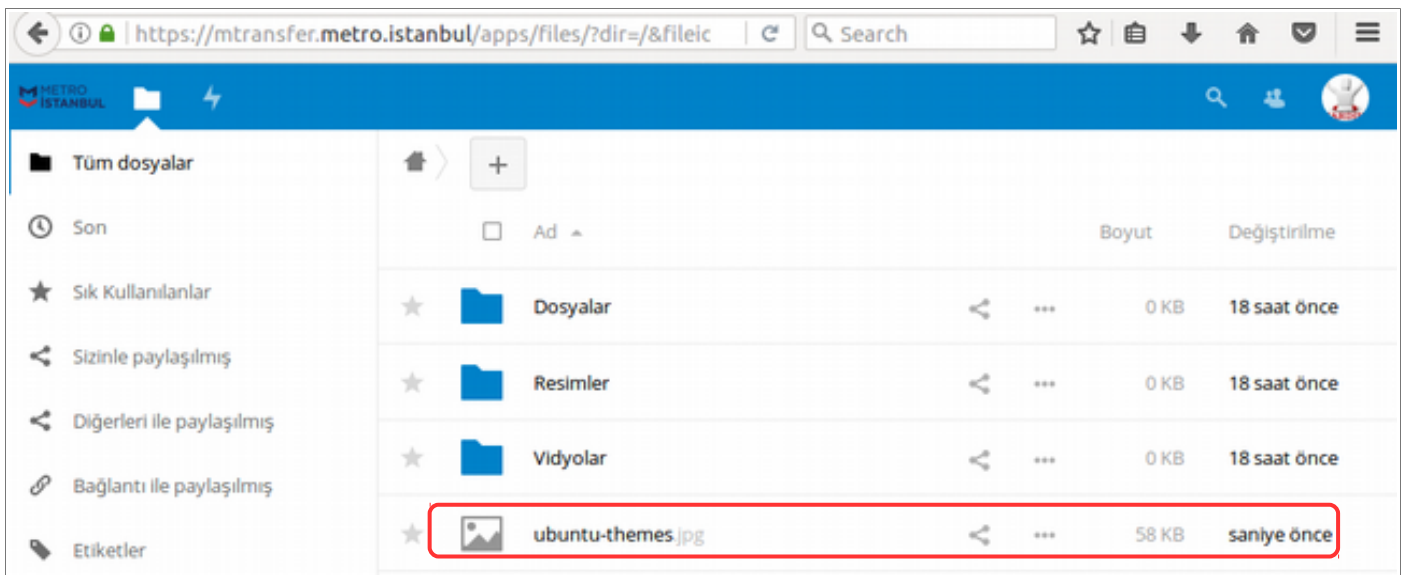 https://mtransfer.metro.istanbul/apps/files/?dir=/&fileic
Search
METRO
İSTANBUL
Tüm dosyalar
Son
Sık Kullanılanlar
Sizinle paylaşılmış
Diğerleri ile paylaşılmış
Bağlantı ile paylaşılmış
Etiketler
+
Ad Boyut Değiştirilme
Dosyalar 0 KB 18 saat önce
Resimler 0 KB 18 saat önce
Vidyolar 0 KB 18 saat önce
ubuntu-themes.jpg 58 KB saniye önce